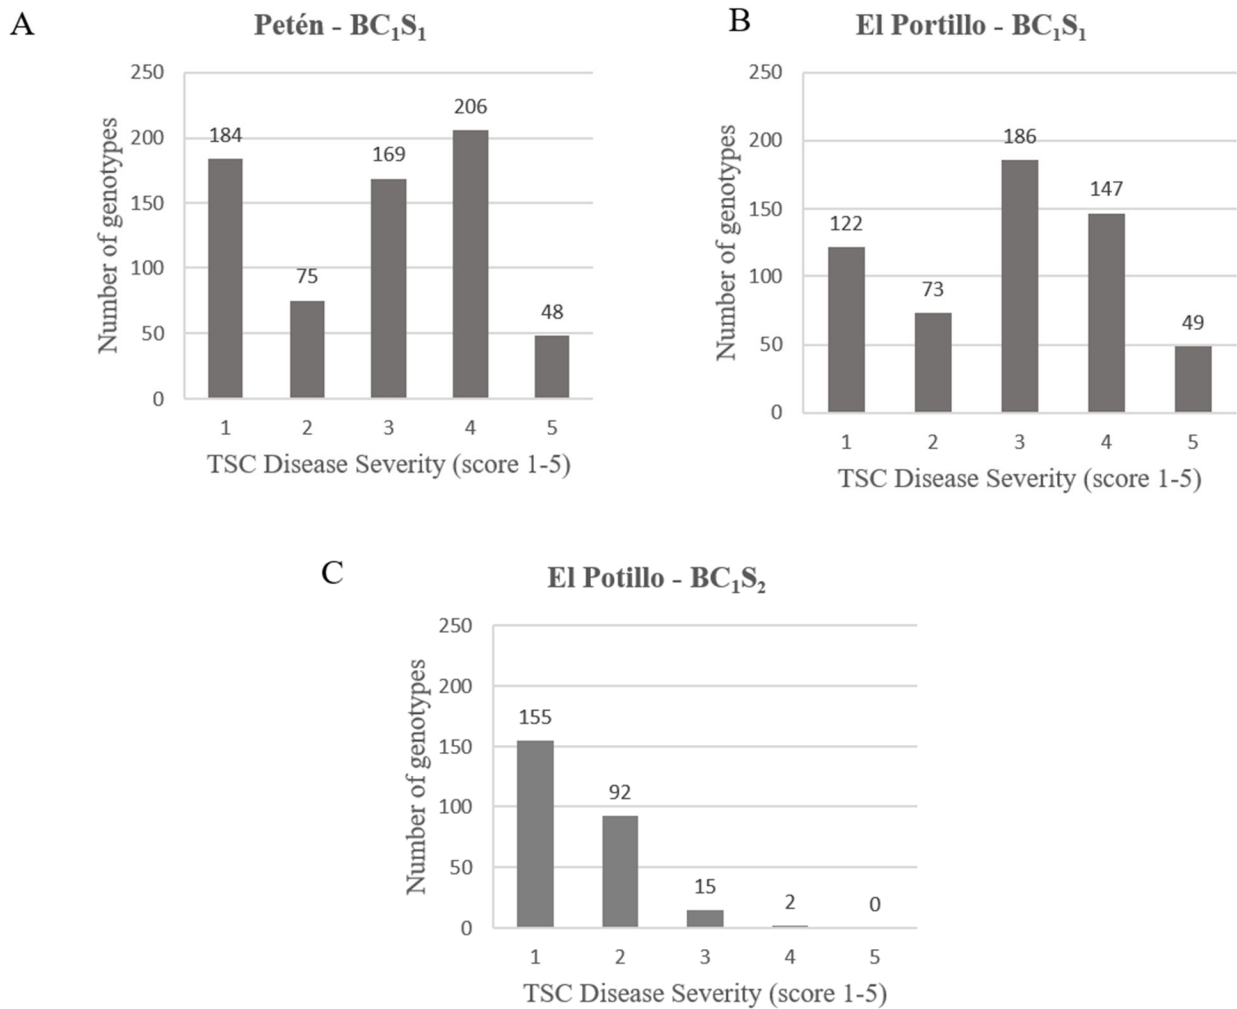 A
Petén - BC₁S₁
250
200
150
100
50
0
184
75
169
206
48
1 2 3 4 5
Number of genotypes
TSC Disease Severity (score 1-5)
B
El Portillo - BC₁S₁
250
200
150
100
50
0
122
73
186
147
49
1 2 3 4 5
Number of genotypes
TSC Disease Severity (score 1-5)
C
El Potillo - BC₁S₂
250
200
150
100
50
0
155
92
15
2
0
1 2 3 4 5
Number of genotypes
TSC Disease Severity (score 1-5)